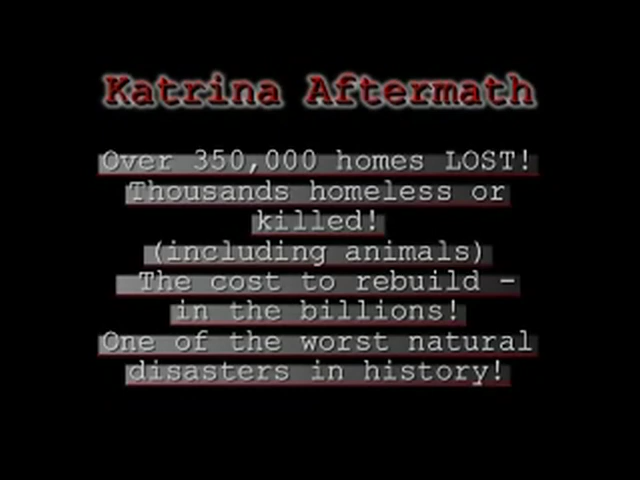 Katrina Aftermath
Over 350,000 homes LOST!
Thousands homeless or
killed!
(including animals)
The cost to rebuild -
in the billions!
One of the worst natural
disasters in history!